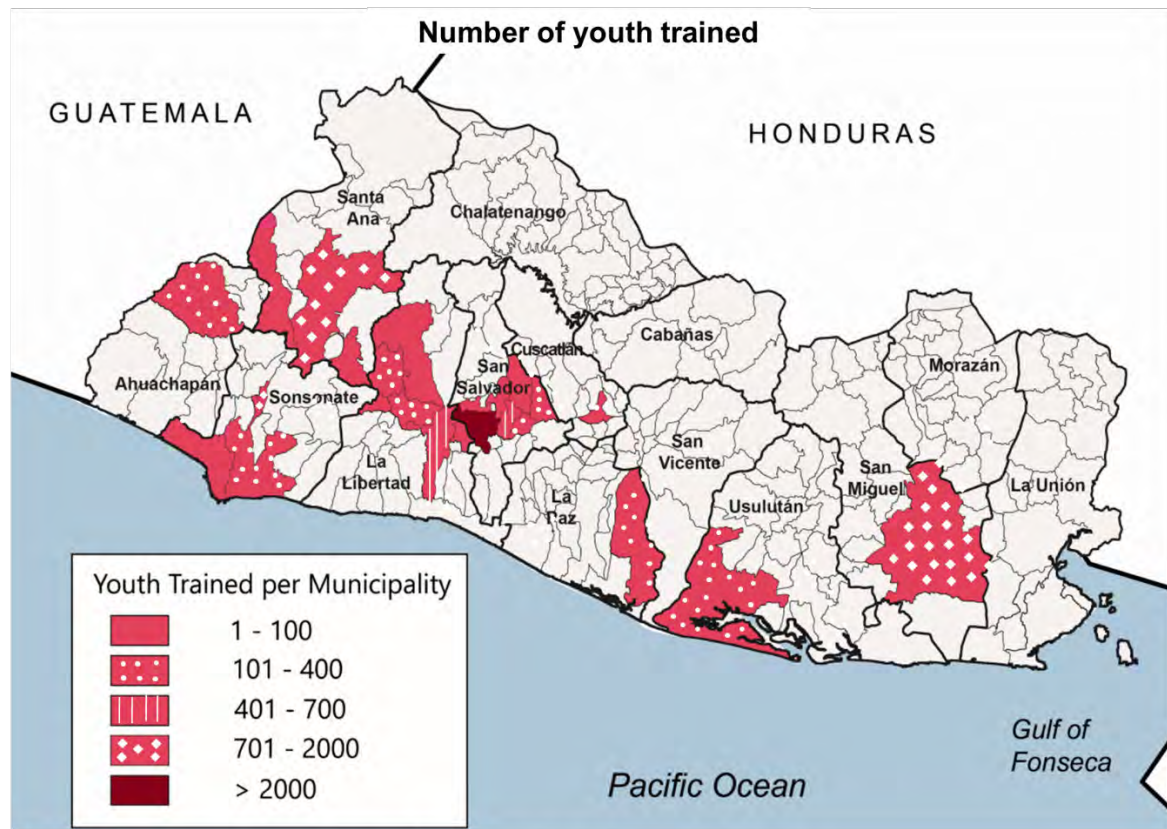 Number of youth trained
GUATEMALA
HONDURAS
Santa
Ana
Chalatenango
Cabañas
Cuscatlán
San
Salvador
Morazán
Ahuachapán
Sonsonate
La
Libertad
San
Vicente
La
Paz
Usulután
San
Miguel
La Unión
Youth Trained per Municipality
1 - 100
101 - 400
401 - 700
701 - 2000
> 2000
Gulf of
Fonseca
Pacific Ocean